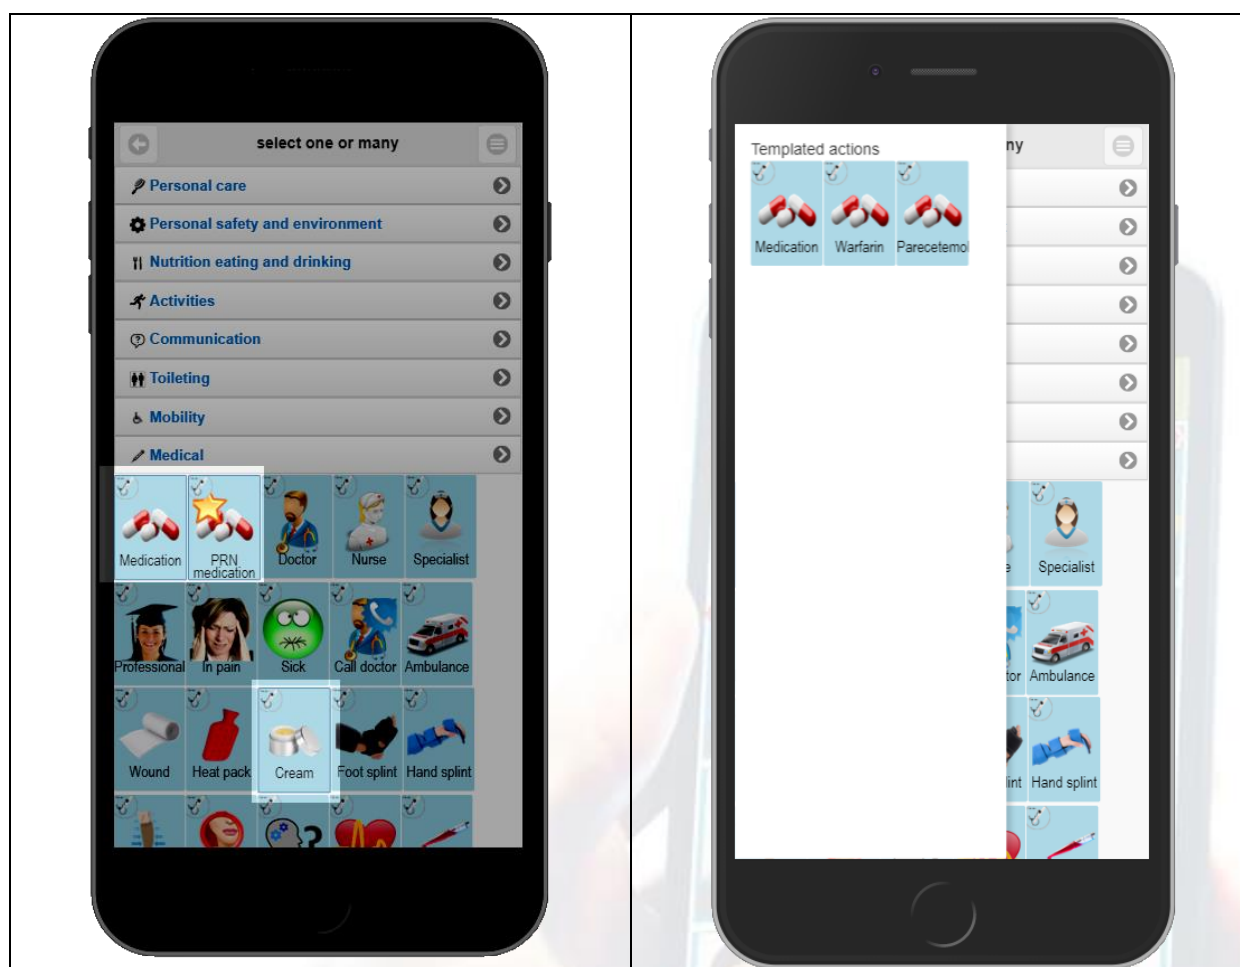 select one or many
Personal care
Personal safety and environment
Nutrition eating and drinking
Activities
Communication
Toileting
Mobility
Medical
Medication PRN medication Doctor Nurse Specialist
Professional In pain Sick Call doctor Ambulance
Wound Heat pack Cream Foot splint Hand splint
Templated actions
ny
Medication Warfarin Parecetemol
e Specialist
tor Ambulance
int Hand splint